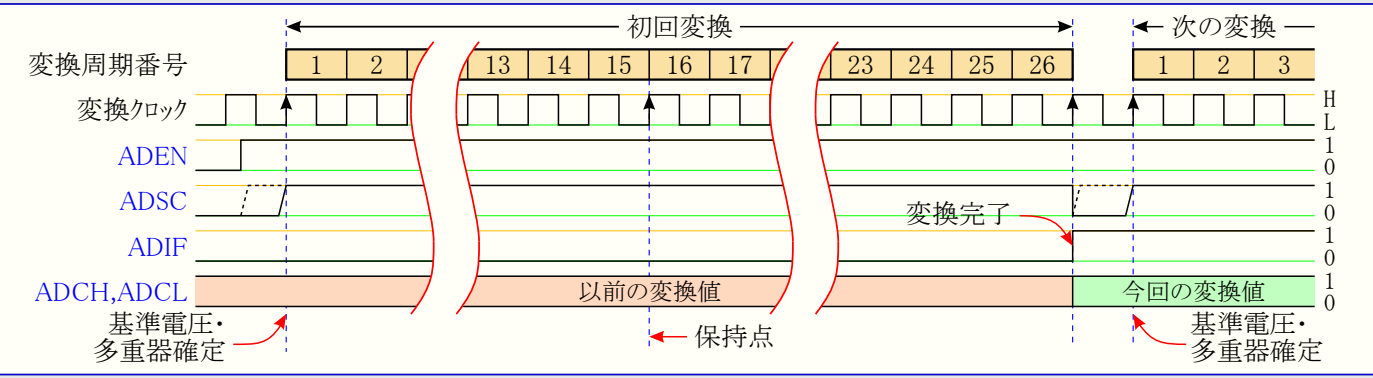 初回変換
次の変換
変換周期番号 1 2 13 14 15 16 17 23 24 25 26 1 2 3
変換クロック H L
ADEN 1 0
ADSC 1 0
変換完了
ADIF 1 0
ADCH,ADCL 以前の変換値 今回の変換値 1 0
基準電圧・
多重器確定
保持点
基準電圧・
多重器確定